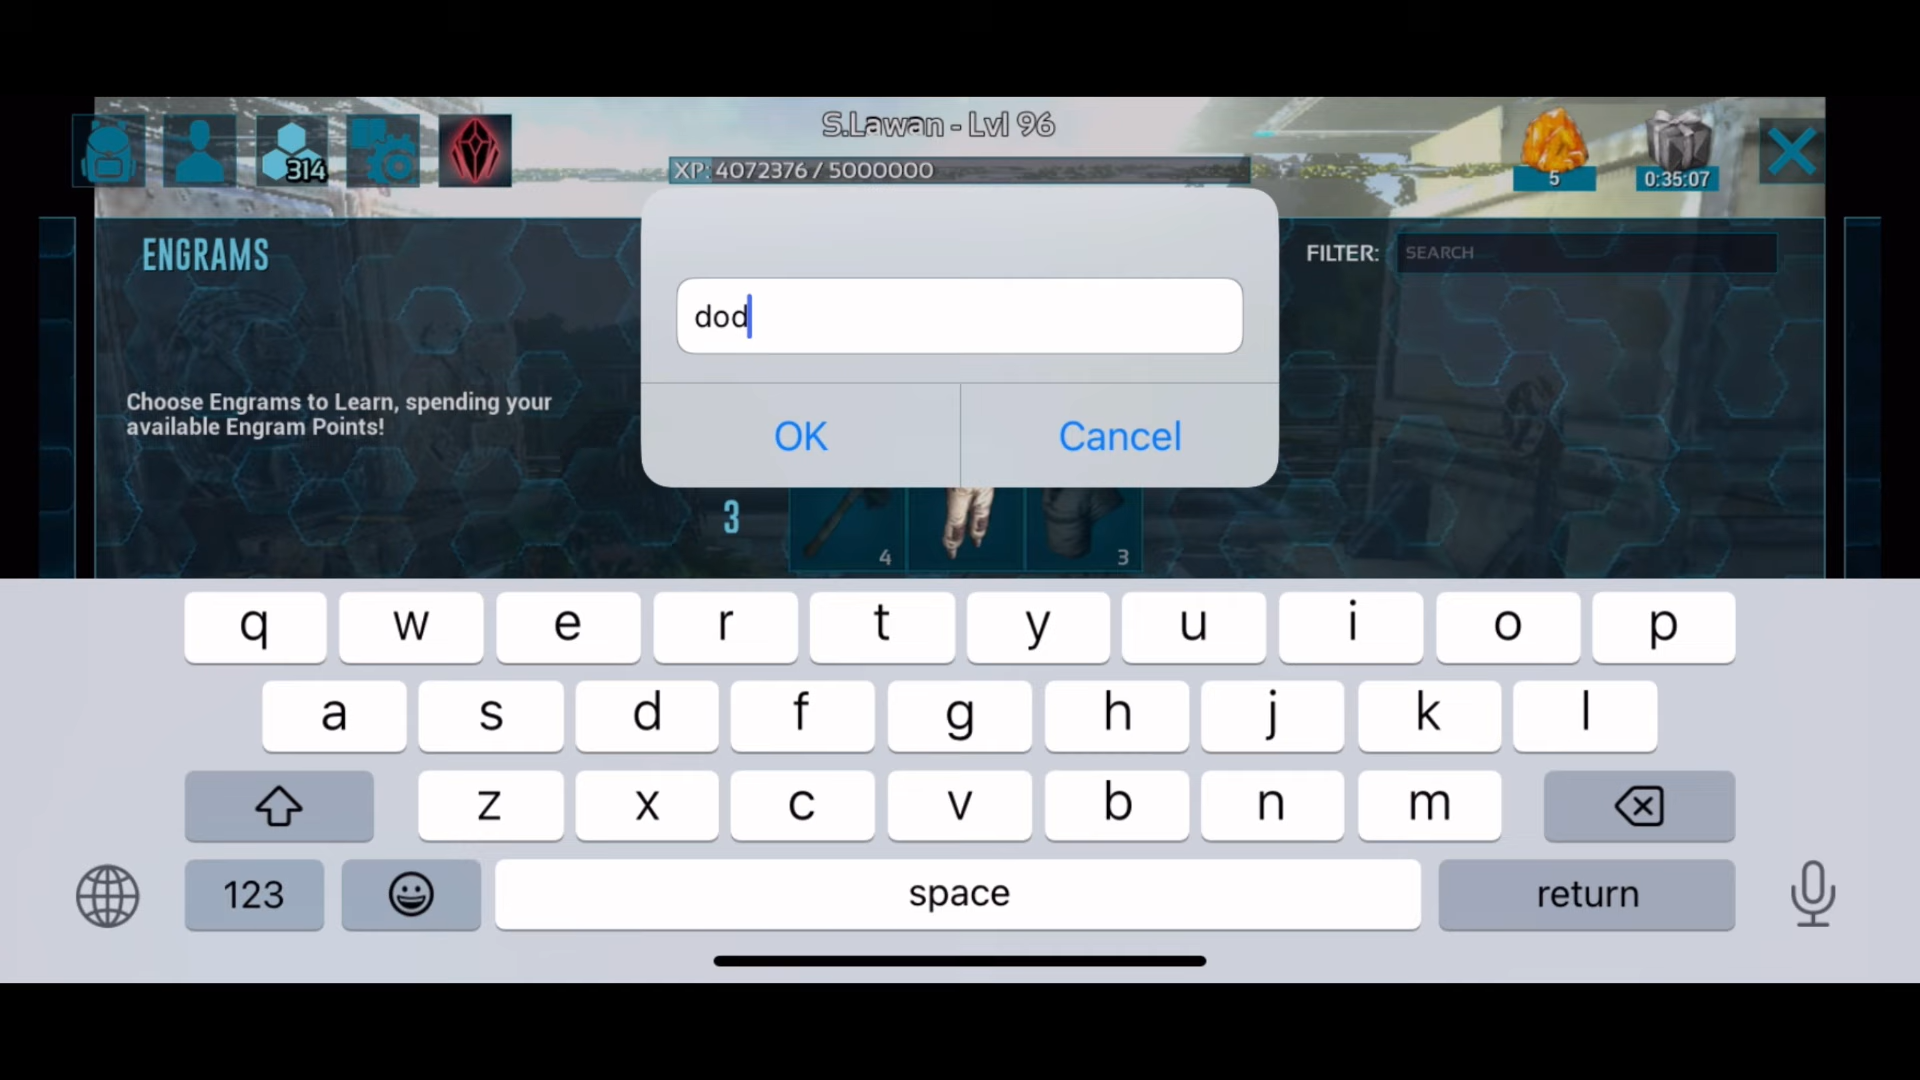 S.Lawan - Lvl 96
314
XP: 4072376 / 5000000
5
0:35:07
ENGRAMS
FILTER: SEARCH
dod
Choose Engrams to Learn, spending your
available Engram Points!
OK Cancel
3
4 3
q w e r t y u i o p
a s d f g h j k l
z x c v b n m
123 space return